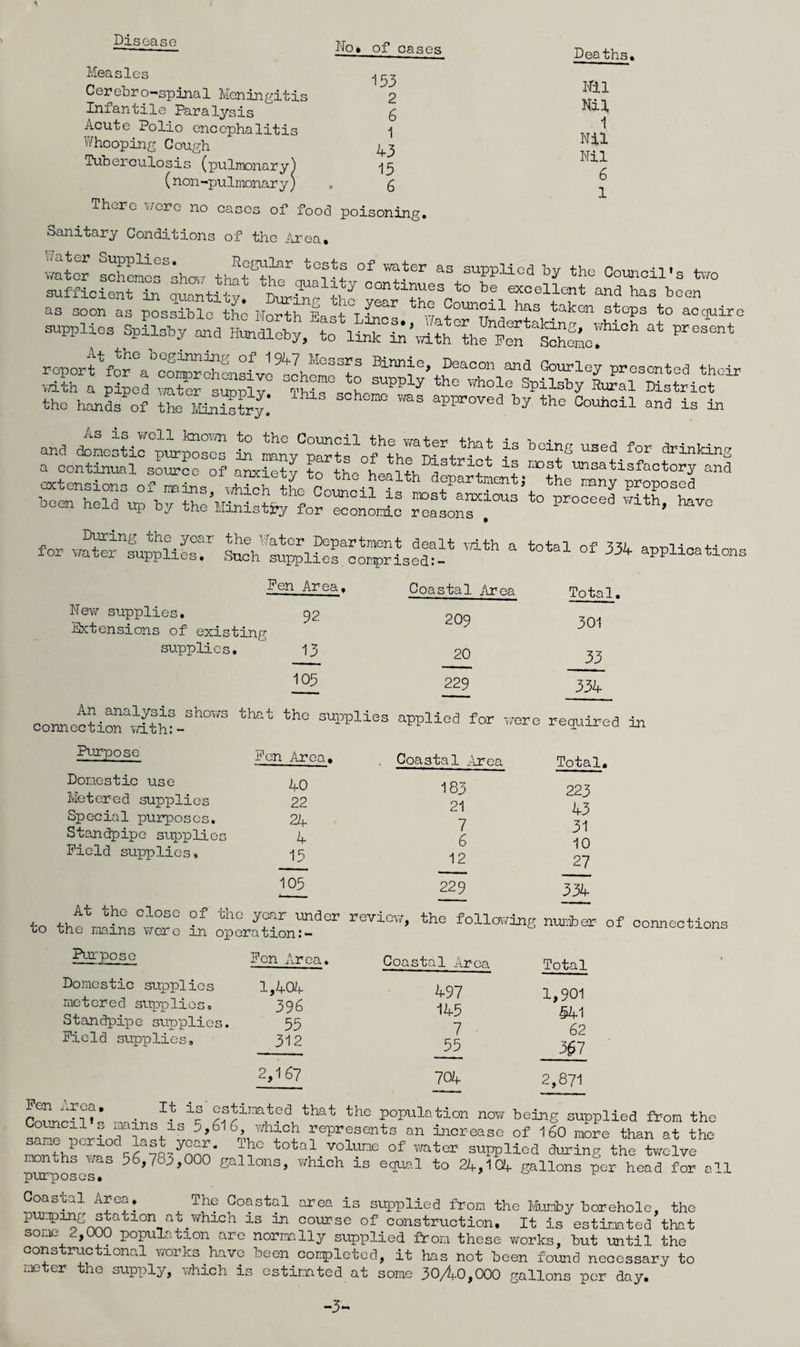 Disease No. of cases Deaths.
Measles 153 Nil
Cerebro-spinal Meningitis 2 Nil
Infantile Paralysis 6 1
Acute Polio encephalitis 1 Nil
Whooping Cough 43 Nil
Tuberculosis (pulmonary) 15 6
(non-pulmonary) . 6 1
There were no cases of food poisoning.
Sanitary Conditions of the Area.
Water Supplies. Regular tests of water as supplied by the Council's two
water schemes show that the quality continues to be excellent and has been
sufficient in quantity. During the year the Council has taken steps to acquire
as soon as possible the North East Lincs., Water Undertaking, which at present
supplies Spilsby and Hundleby, to link in with the Fen Scheme.
At the beginning of 1947 Messrs Binnie, Deacon and Gourley presented their
report for a comprehensive scheme to supply the whole Spilsby Rural District
with a piped water supply. This scheme was approved by the Council and is in
the hands of the Ministry.
As is well known to the Council the water that is being used for drinking
and domestic purposes in many parts of the District is most unsatisfactory and
a continual source of anxiety to the health department; the many proposed
extensions of mains, which the Council is most anxious to proceed with, have
been held up by the Ministry for economic reasons.
During the year the Water Department dealt with a total of 334 applications
for water supplies. Such supplies comprised:-
Fen Area. Coastal Area Total.
New supplies. 92 209 301
Extensions of existing
supplies. 13 20 33
105 229 334
An analysis shows that the supplies applied for were required in
connection with:-
Purpose Fen Area. . Coastal Area Total.
Domestic use 40 183 223
Metered supplies 22 21 43
Special purposes. 24 7 31
Standpipe supplies 4 6 10
Field supplies. 15 12 27
105 229 334
At the close of the year under review, the following number of connections
to the mains were in operation:-
Purpose Fen Area. Coastal Area Total
Domestic supplies 1,404 497 1,901
metered supplies. 396 145 541
Standpipe supplies. 55 7 62
Field supplies. 312 55 367
2,167 704 2,871
Fen Area. It is estimated that the population now being supplied from the
Council's mains is 5,616, which represents an increase of 160 more than at the
same period last year. The total volume of water supplied during the twelve
months was 56,783,000 gallons, which is equal to 24,104 gallons per head for all
purposes.
Coastal Area. The Coastal area is supplied from the Mumby borehole, the
pumping station at which is in course of construction. It is estimated that
some 2,000 population are normally supplied from these works, but until the
constructional works have been completed, it has not been found necessary to
meter the supply, which is estimated at some 30/40,000 gallons per day.
-3-